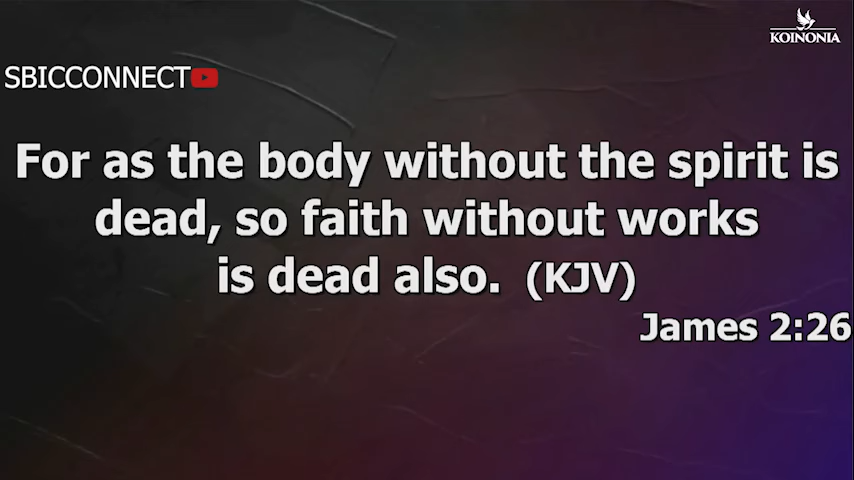 KOINONIA
SBICCONNECT
For as the body without the spirit is
dead, so faith without works
is dead also. (KJV)
James 2:26